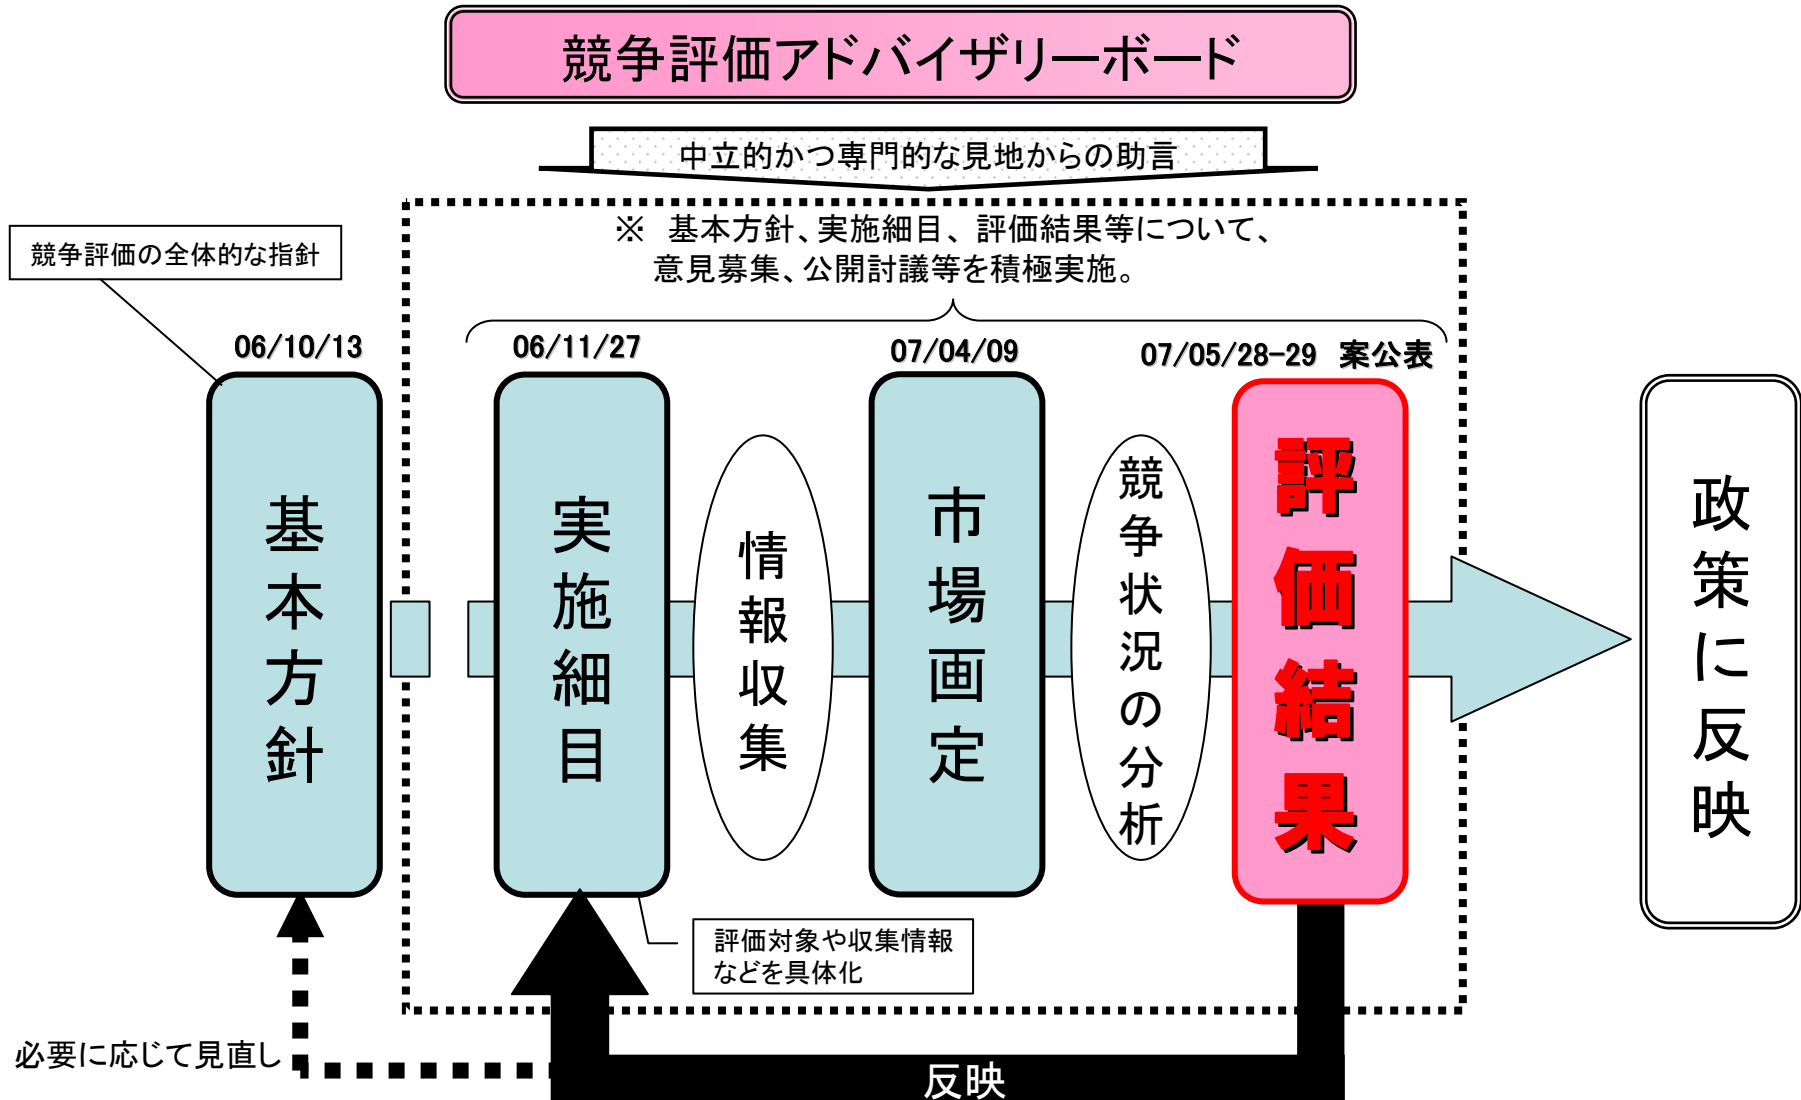 競争評価アドバイザリーボード
中立的かつ専門的な見地からの助言
※ 基本方針、実施細目、評価結果等について、
意見募集、公開討議等を積極実施。
競争評価の全体的な指針
06/10/13
06/11/27
07/04/09
07/05/28-29 案公表
基本方針
実施細目
情報収集
市場画定
競争状況の分析
評価結果
政策に反映
評価対象や収集情報
などを具体化
必要に応じて見直し
反映